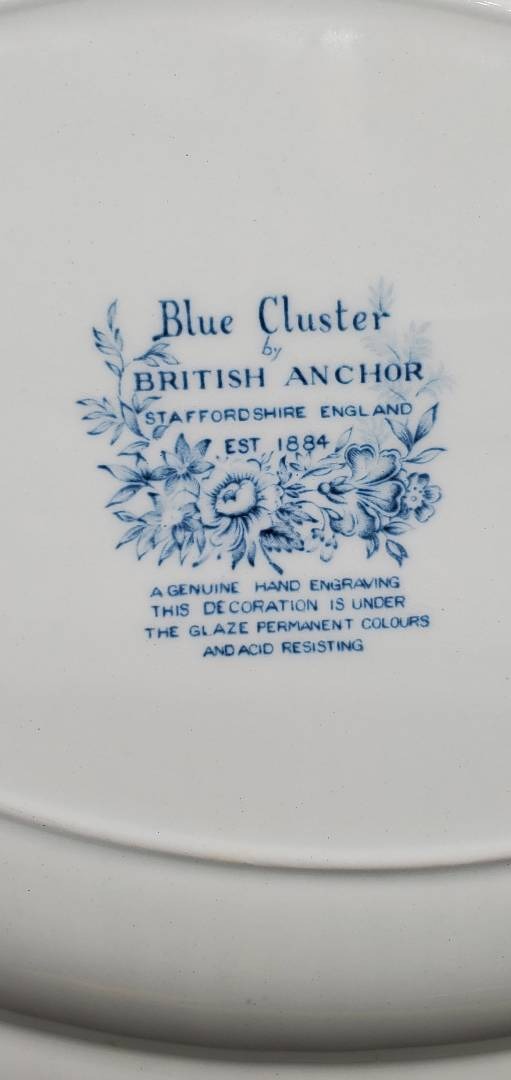 Blue Cluster
by
BRITISH ANCHOR
STAFFORDSHIRE ENGLAND
EST 1884
A GENUINE HAND ENGRAVING
THIS DECORATION IS UNDER
THE GLAZE PERMANENT COLOURS
AND ACID RESISTING